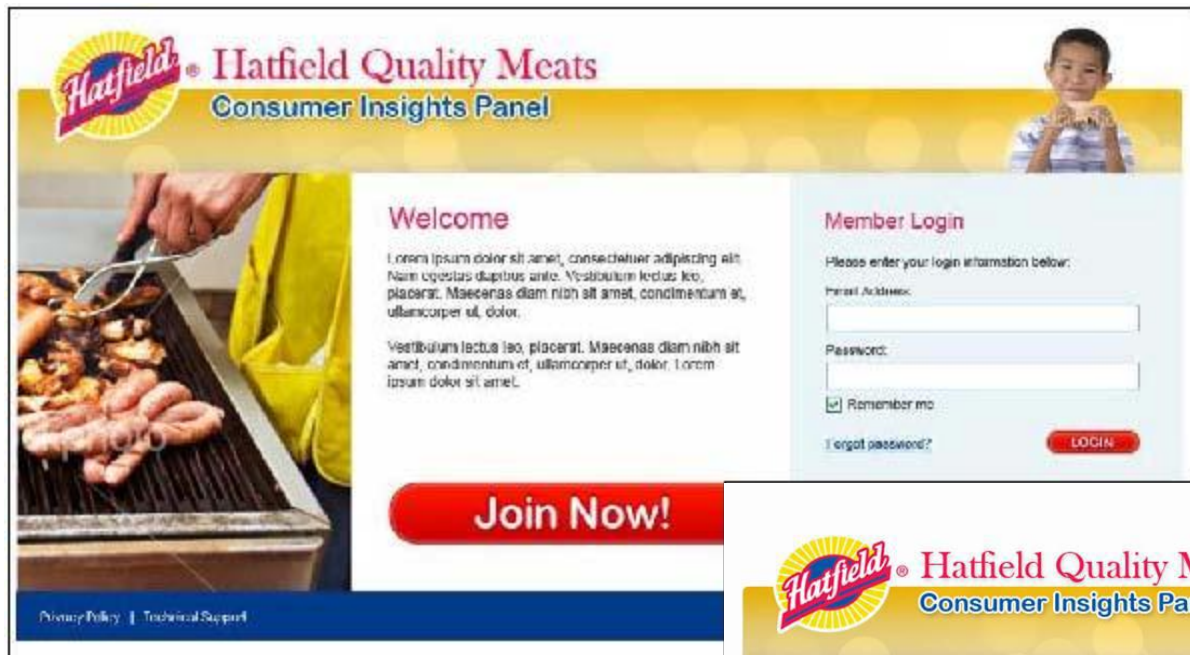 Hatfield ® Hatfield Quality Meats
Consumer Insights Panel
Welcome
Lorem ipsum dolor sit amet, consectetuer adipiscing elit.
Nam egestas dapibus ante. Vestibulum lectus leo,
placerat. Maecenas diam nibh sit amet, condimentum et,
ullamcorper ut, dolor.
Vestibulum lectus leo, placerat. Maecenas diam nibh sit
amet, condimentum et, ullamcorper ut, dolor. Lorem
ipsum dolor sit amet.
Join Now!
Member Login
Please enter your login information below:
Email Address:
Password:
Remember me
Forgot password?
LOGIN
Privacy Policy | Technical Support
Hatfield ® Hatfield Quality M
Consumer Insights Pa